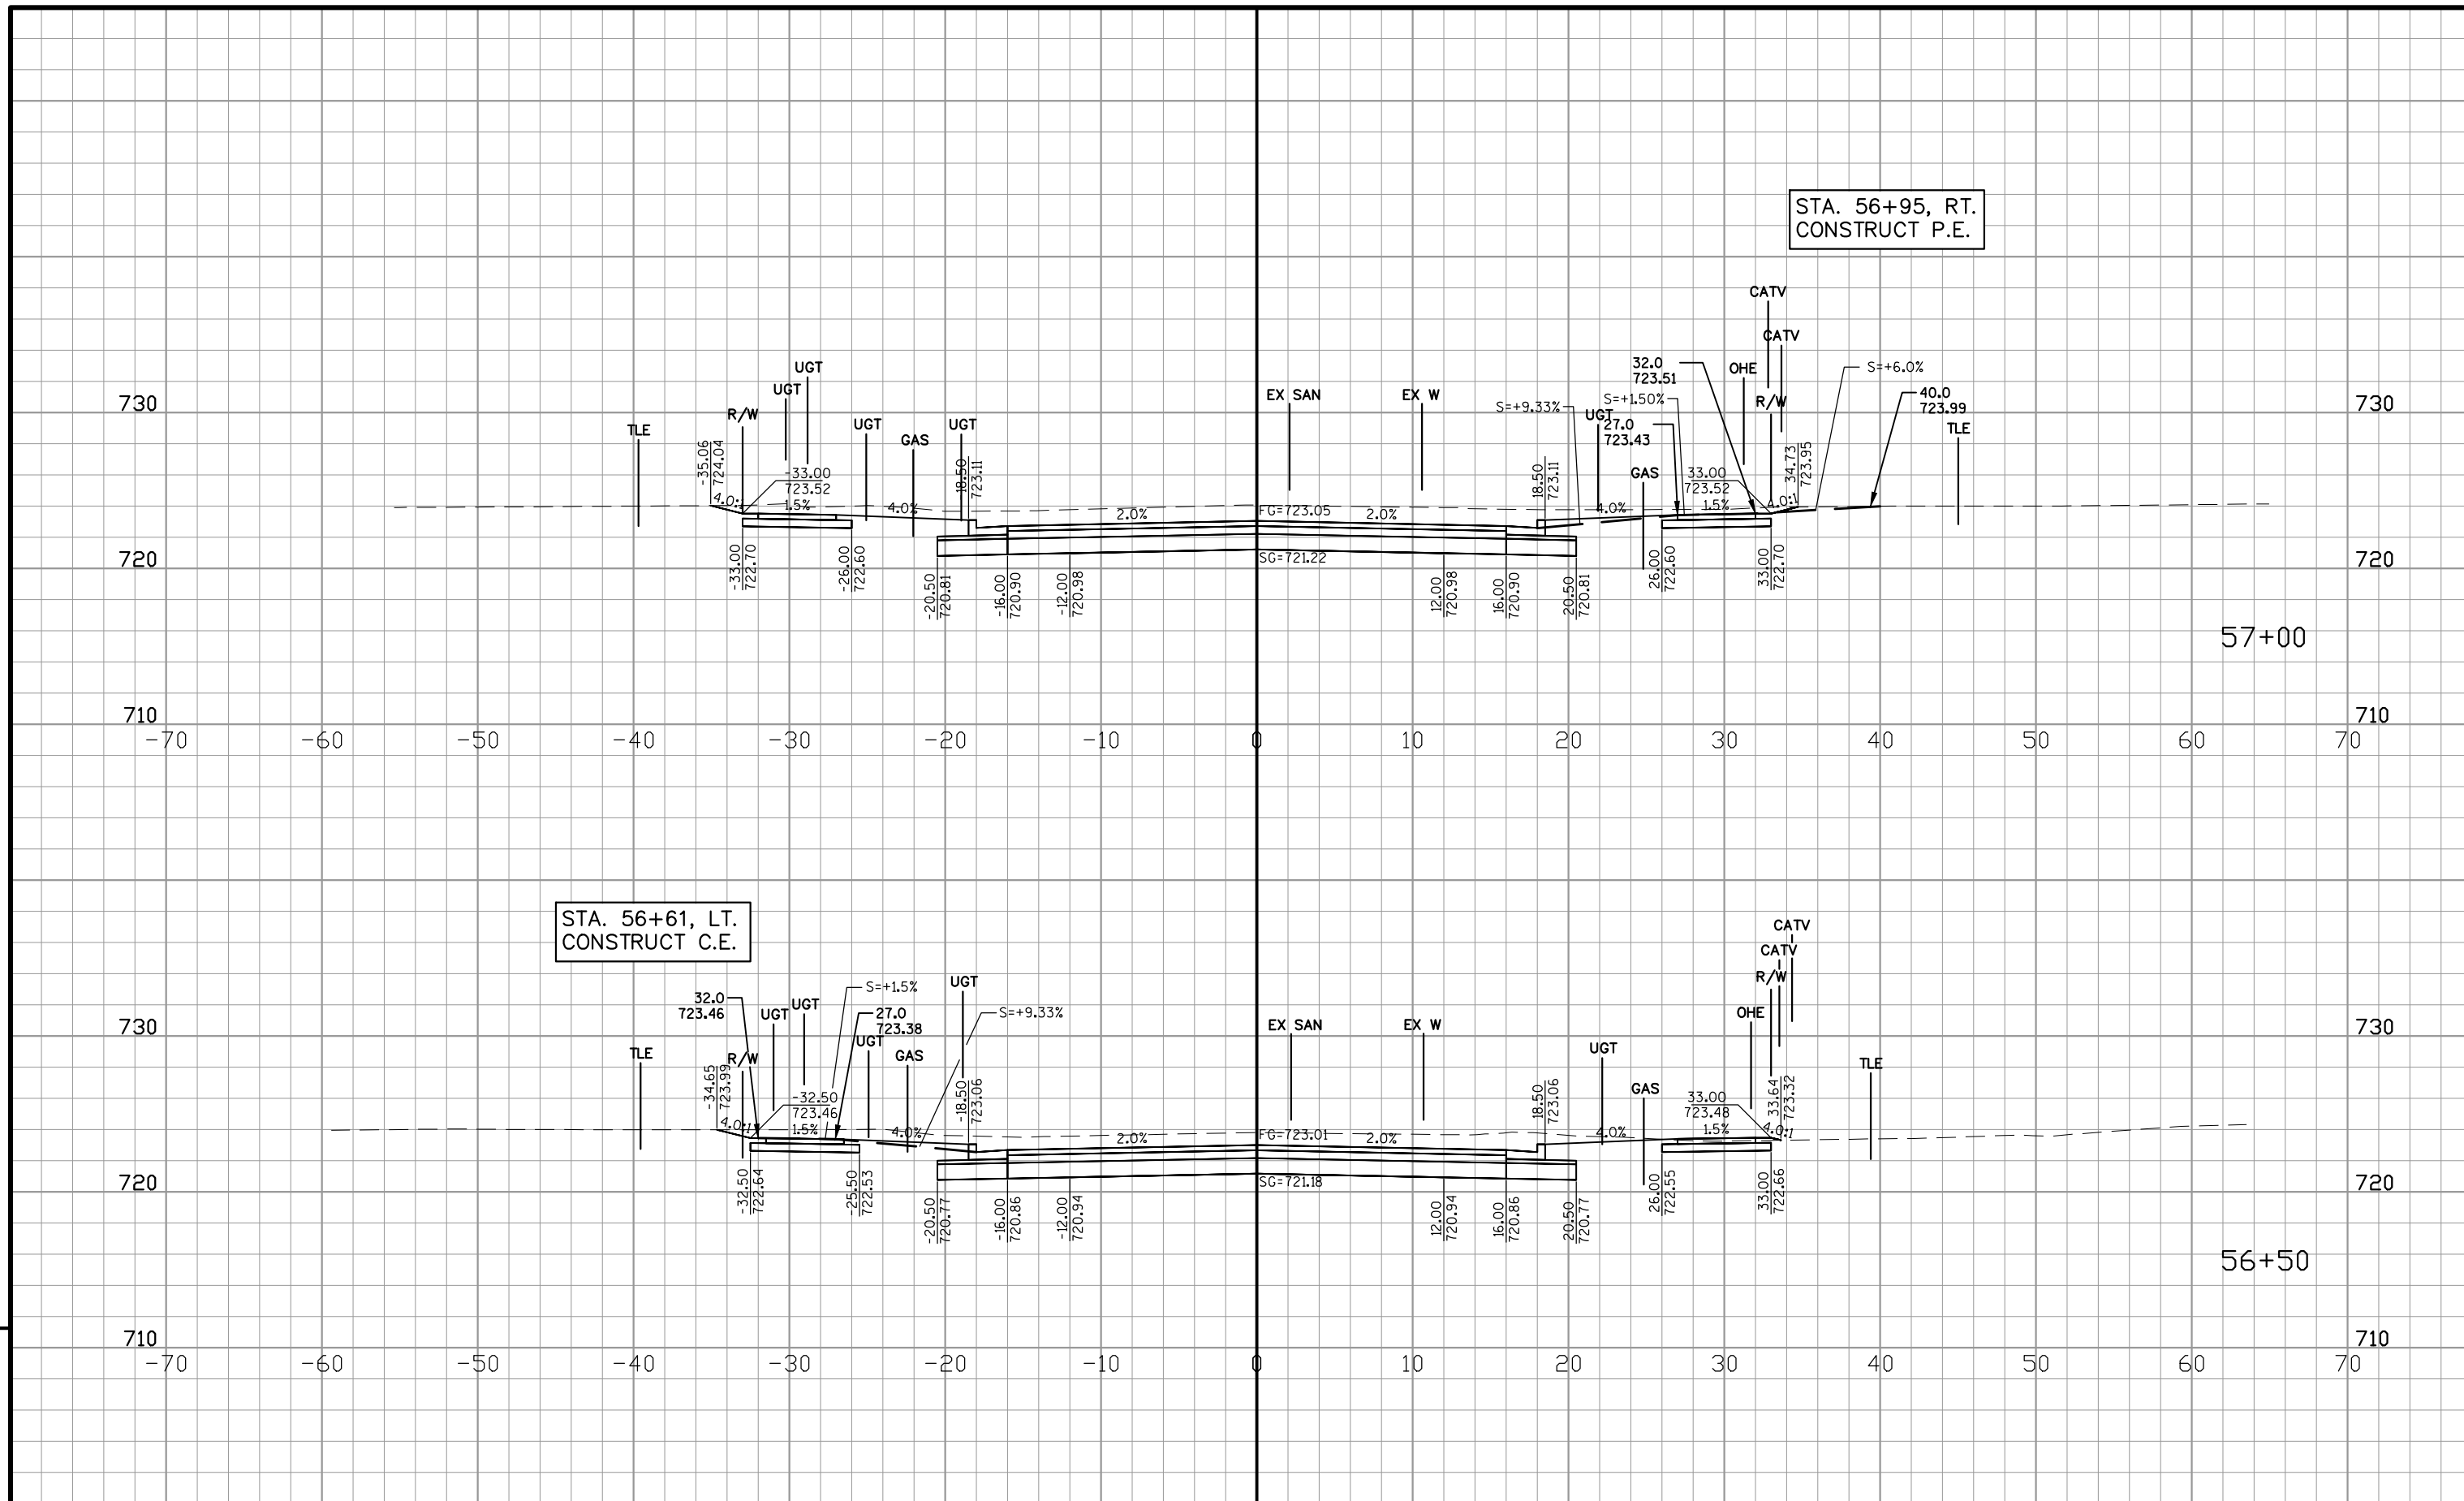 STA. 56+95, RT.
CONSTRUCT P.E.
CATV
CATV
UGT
UGT
R/W
TLE
-35.06
724.04
4.0:1
-33.00
723.52
1.5%
UGT
GAS
4.0%
UGT
18.50
723.11
2.0%
EX SAN
FG=723.05
SG=721.22
EX W
2.0%
S=+9.33%
18.50
723.11
32.0
723.51
S=+1.50%
UGT
27.0
723.43
4.0%
GAS
OHE
R/W
33.00
723.52
1.5%
4.0:1
34.73
723.95
S=+6.0%
40.0
723.99
TLE
730
730
720
720
-33.00
722.70
-26.00
722.60
-20.50
720.81
-16.00
720.90
-12.00
720.98
12.00
720.98
16.00
720.90
20.50
720.81
26.00
722.60
33.00
722.70
57+00
710
710
-70 -60 -50 -40 -30 -20 -10 0 10 20 30 40 50 60 70
STA. 56+61, LT.
CONSTRUCT C.E.
CATV
CATV
R/W
OHE
32.0
723.46
UGT
UGT
S=+1.5%
27.0
723.38
UGT
GAS
UGT
S=+9.33%
TLE
R/W
-34.65
723.99
4.0:1
-32.50
723.46
1.5%
4.0%
-18.50
723.06
2.0%
EX SAN
FG=723.01
SG=721.18
EX W
2.0%
18.50
723.06
UGT
4.0%
GAS
33.00
723.48
1.5%
4.0:1
33.64
723.32
TLE
730
730
720
720
-32.50
722.64
-25.50
722.53
-20.50
720.77
-16.00
720.86
-12.00
720.94
12.00
720.94
16.00
720.86
20.50
720.77
26.00
722.55
33.00
722.66
56+50
710
710
-70 -60 -50 -40 -30 -20 -10 0 10 20 30 40 50 60 70